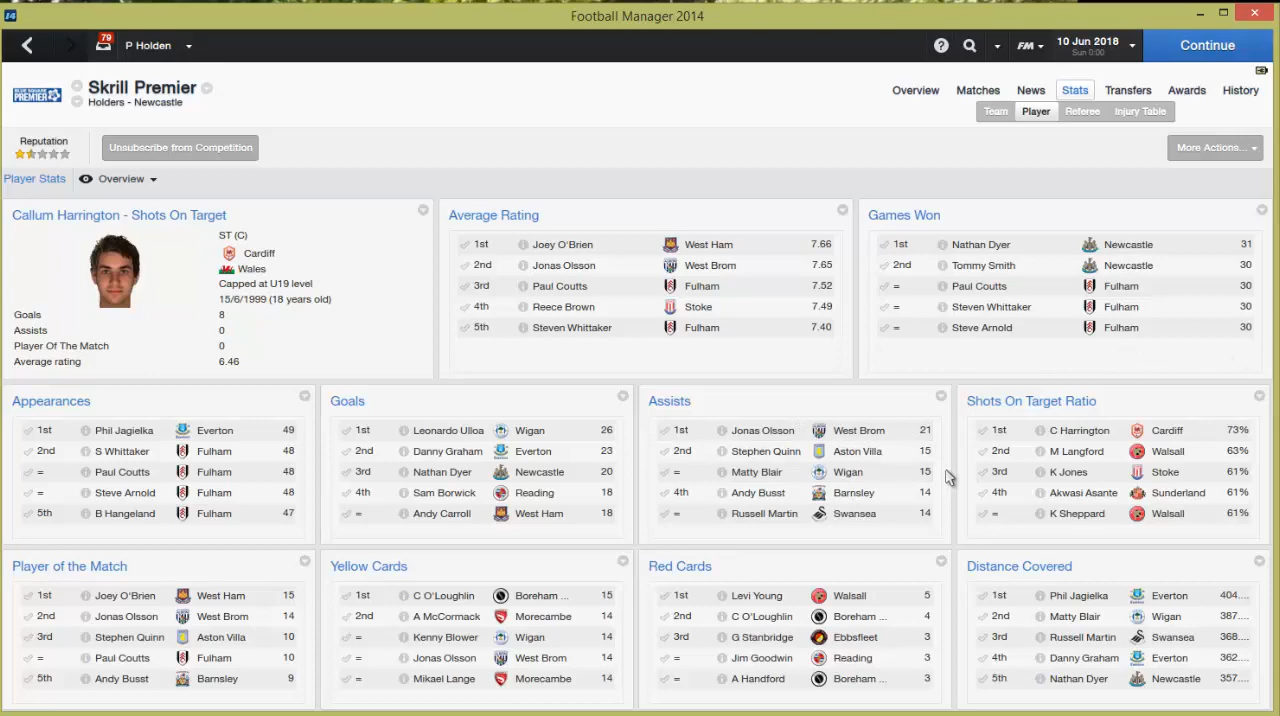 Football Manager 2014
79 P Holden
FM 10 Jun 2018 Continue
Sun 0:00
BLUE SQUARE PREMIER
Skrill Premier
Holders - Newcastle
Overview Matches News Stats Transfers Awards History
Team Player Referee Injury Table
Reputation
Unsubscribe from Competition
More Actions...
Player Stats Overview
Callum Harrington - Shots On Target
ST (C)
Cardiff
Wales
Capped at U19 level
15/6/1999 (18 years old)
Goals 8
Assists 0
Player Of The Match 0
Average rating 6.46
Average Rating
1st Joey O'Brien West Ham 7.66
2nd Jonas Olsson West Brom 7.65
3rd Paul Coutts Fulham 7.52
4th Reece Brown Stoke 7.49
5th Steven Whittaker Fulham 7.40
Games Won
1st Nathan Dyer Newcastle 31
2nd Tommy Smith Newcastle 30
= Paul Coutts Fulham 30
= Steven Whittaker Fulham 30
= Steve Arnold Fulham 30
Appearances
1st Phil Jagielka Everton 49
2nd S Whittaker Fulham 48
= Paul Coutts Fulham 48
= Steve Arnold Fulham 48
5th B Hangeland Fulham 47
Goals
1st Leonardo Ulloa Wigan 26
2nd Danny Graham Everton 23
3rd Nathan Dyer Newcastle 20
4th Sam Borwick Reading 18
= Andy Carroll West Ham 18
Assists
1st Jonas Olsson West Brom 21
2nd Stephen Quinn Aston Villa 15
= Matty Blair Wigan 15
4th Andy Busst Barnsley 14
= Russell Martin Swansea 14
Shots On Target Ratio
1st C Harrington Cardiff 73%
2nd M Langford Walsall 63%
3rd K Jones Stoke 61%
4th Akwasi Asante Sunderland 61%
= K Sheppard Walsall 61%
Player of the Match
1st Joey O'Brien West Ham 15
2nd Jonas Olsson West Brom 14
3rd Stephen Quinn Aston Villa 10
= Paul Coutts Fulham 10
5th Andy Busst Barnsley 9
Yellow Cards
1st C O'Loughlin Boreham ... 15
2nd A McCormack Morecambe 14
= Kenny Blower Wigan 14
= Jonas Olsson West Brom 14
= Mikael Lange Morecambe 14
Red Cards
1st Levi Young Walsall 5
2nd C O'Loughlin Boreham ... 4
3rd G Stanbridge Ebbsfleet 3
= Jim Goodwin Reading 3
= A Handford Boreham ... 3
Distance Covered
1st Phil Jagielka Everton 404....
2nd Matty Blair Wigan 387....
3rd Russell Martin Swansea 368....
4th Danny Graham Everton 362....
5th Nathan Dyer Newcastle 357....